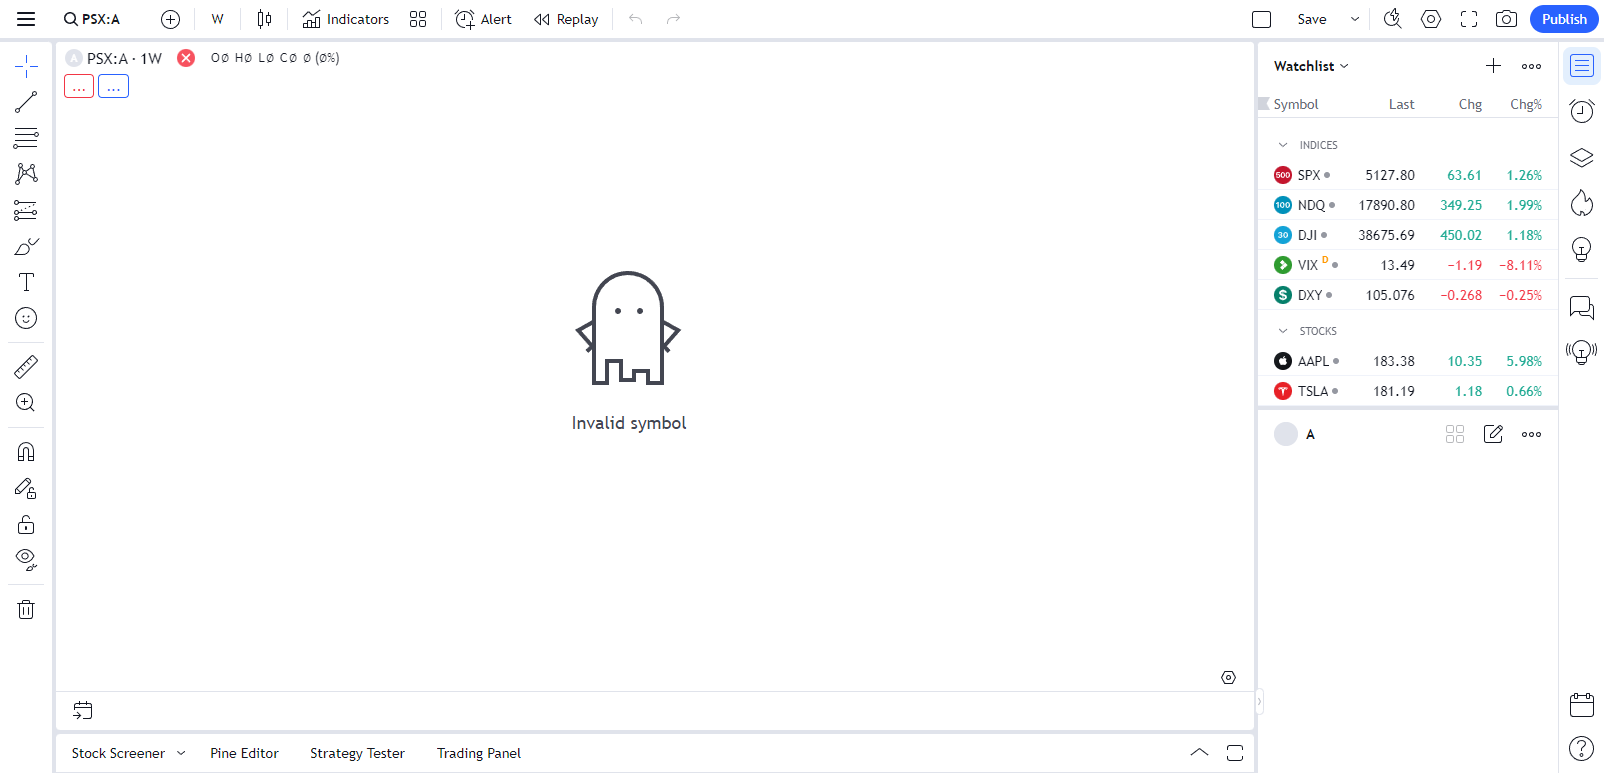 PSX:A
W
Indicators
Alert
Replay
Save
Publish
A PSX:A · 1W OØ HØ LØ CØ Ø (Ø%)
... ...
Invalid symbol
Stock Screener Pine Editor Strategy Tester Trading Panel
Watchlist
Symbol Last Chg Chg%
INDICES
500 SPX 5127.80 63.61 1.26%
100 NDQ 17890.80 349.25 1.99%
30 DJI 38675.69 450.02 1.18%
VIX D 13.49 −1.19 −8.11%
$ DXY 105.076 −0.268 −0.25%
STOCKS
AAPL 183.38 10.35 5.98%
TSLA 181.19 1.18 0.66%
A